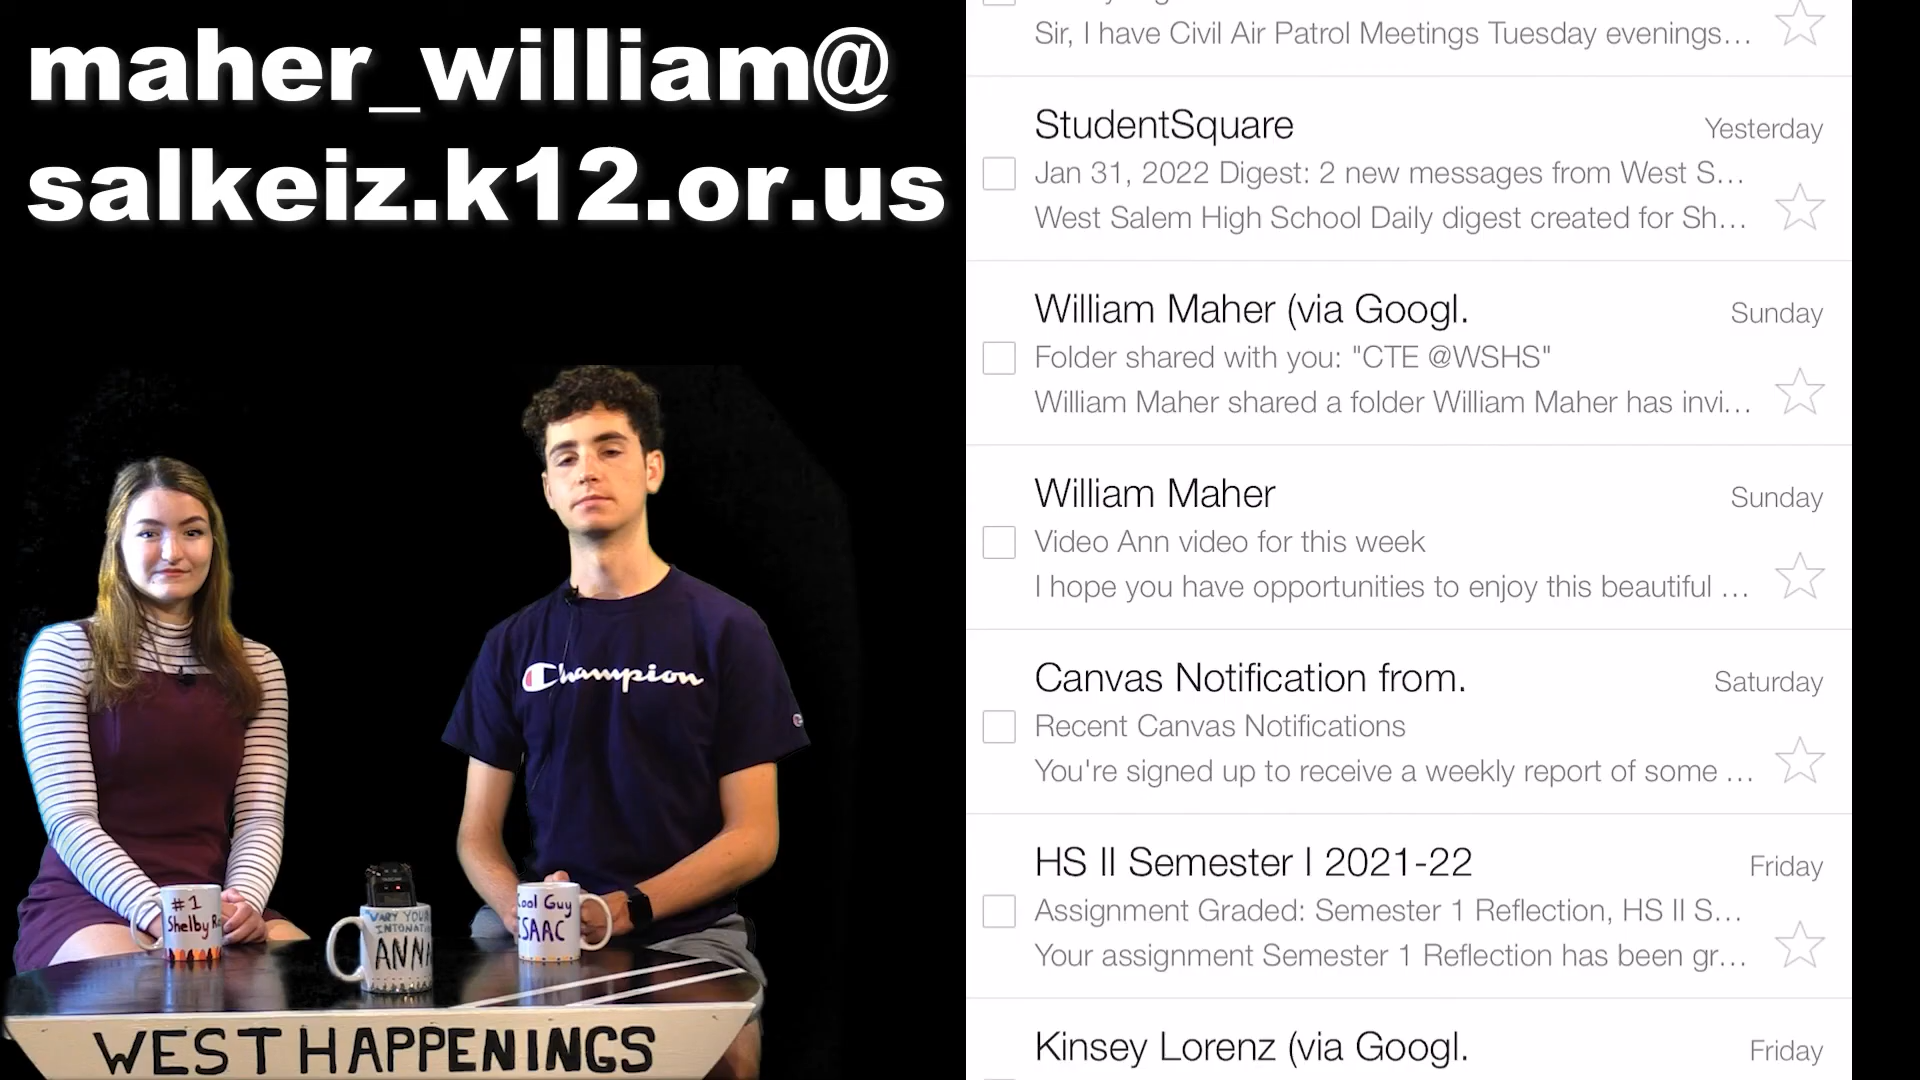 maher_william@
salkeiz.k12.or.us
Sir, I have Civil Air Patrol Meetings Tuesday evenings...
StudentSquare
Yesterday
Jan 31, 2022 Digest: 2 new messages from West S...
West Salem High School Daily digest created for Sh...
William Maher (via Googl.
Sunday
Folder shared with you: "CTE @WSHS"
William Maher shared a folder William Maher has invi...
William Maher
Sunday
Video Ann video for this week
I hope you have opportunities to enjoy this beautiful ...
Canvas Notification from.
Saturday
Recent Canvas Notifications
You're signed up to receive a weekly report of some ...
HS II Semester I 2021-22
Friday
Assignment Graded: Semester 1 Reflection, HS II S...
Your assignment Semester 1 Reflection has been gr...
Kinsey Lorenz (via Googl.
Friday
Champion
#1
Shelby
VARY YOUR
ANNA
Cool Guy
ISAAC
WEST HAPPENINGS